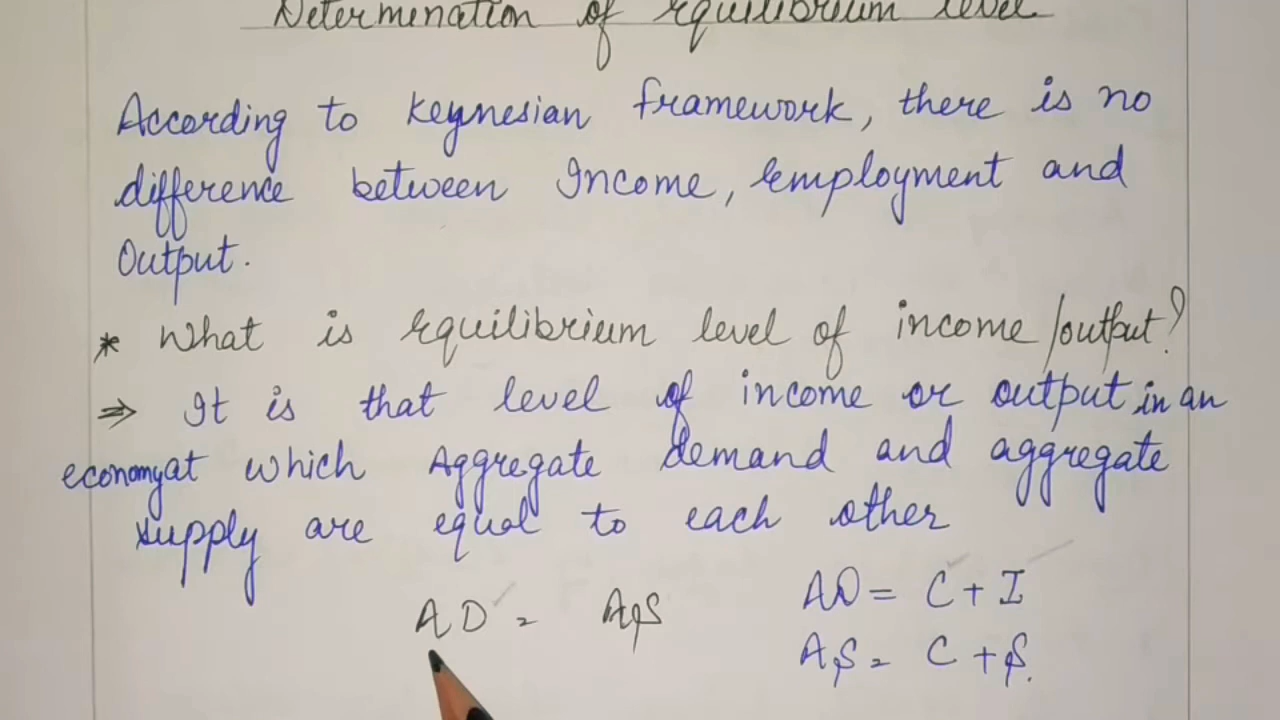 Determenation of equilibrium level
According to Keynesian framework, there is no
difference between Income, Employment and
Output.
* What is equilibrium level of income/output?
⇒ It is that level of income or output in an
economy at which Aggregate demand and aggregate
supply are equal to each other
AD = AS
AD = C + I
AS = C + S.